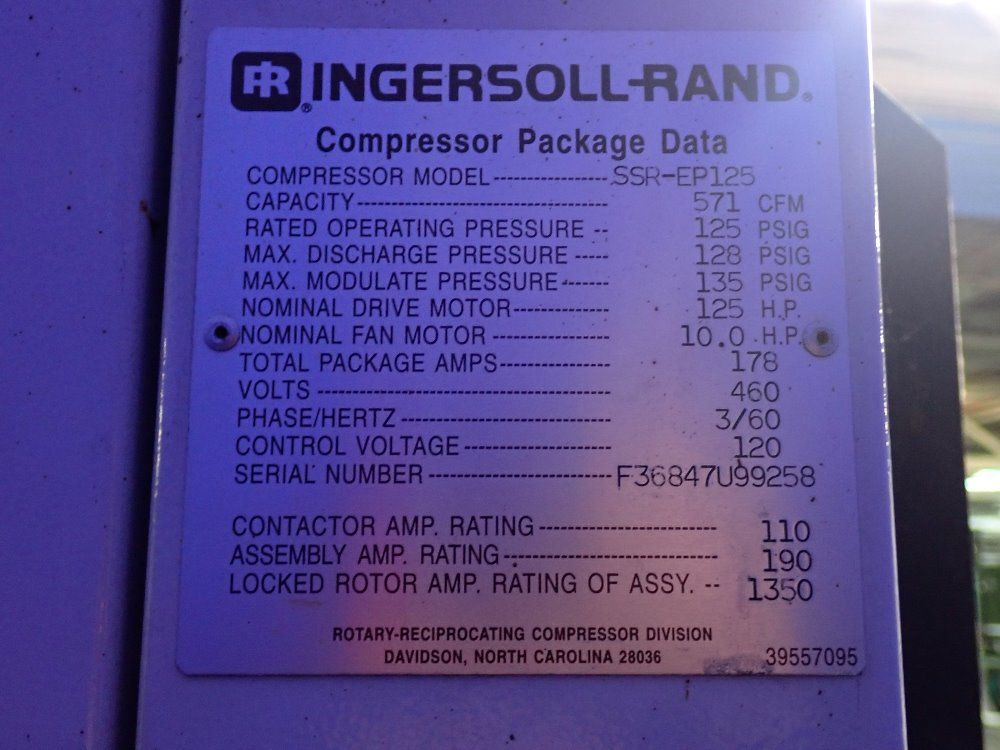 IR® INGERSOLL-RAND®
Compressor Package Data
COMPRESSOR MODEL---------------- SSR-EP125
CAPACITY------------------------------------ 571 CFM
RATED OPERATING PRESSURE -- 125 PSIG
MAX. DISCHARGE PRESSURE ----- 128 PSIG
MAX. MODULATE PRESSURE------- 135 PSIG
NOMINAL DRIVE MOTOR-------------- 125 H.P.
NOMINAL FAN MOTOR ----------------- 10.0 H.P.
TOTAL PACKAGE AMPS---------------- 178
VOLTS ------------------------------------------ 460
PHASE/HERTZ ------------------------------ 3/60
CONTROL VOLTAGE --------------------- 120
SERIAL NUMBER -------------------------- F36847U99258
CONTACTOR AMP. RATING ------------------------- 110
ASSEMBLY AMP. RATING------------------------------ 190
LOCKED ROTOR AMP. RATING OF ASSY. -- 1350
ROTARY-RECIPROCATING COMPRESSOR DIVISION
DAVIDSON, NORTH CAROLINA 28036 39557095